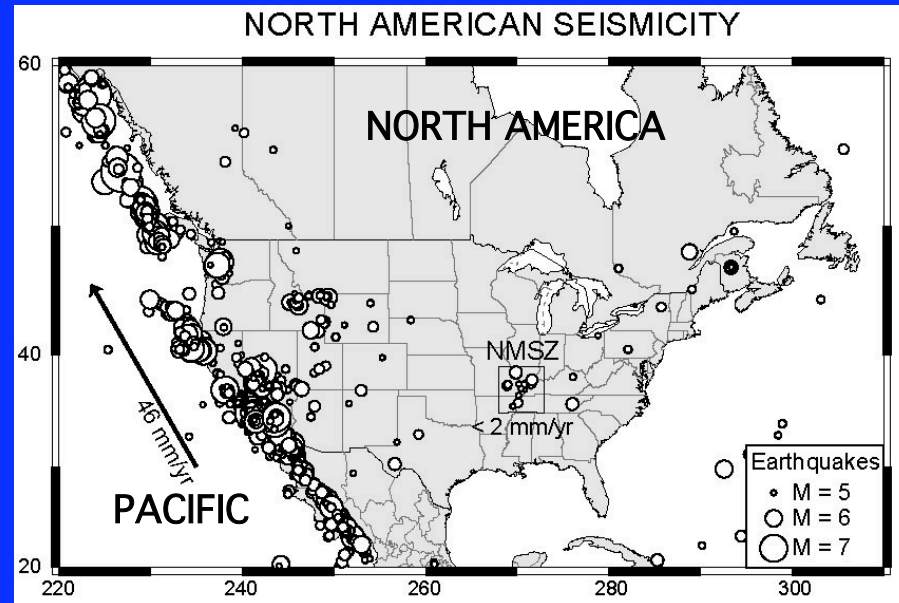 NORTH AMERICAN SEISMICITY
60
NORTH AMERICA
40
NMSZ
46 mm/yr
< 2 mm/yr
PACIFIC
Earthquakes
M = 5
M = 6
M = 7
20
220
240
260
280
300